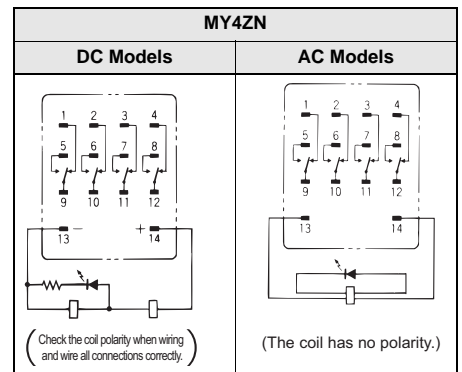 MY4ZN
DC Models
AC Models
1 2 3 4
5 6 7 8
9 10 11 12
13 − + 14
(Check the coil polarity when wiring
and wire all connections correctly.)
1 2 3 4
5 6 7 8
9 10 11 12
13 14
(The coil has no polarity.)